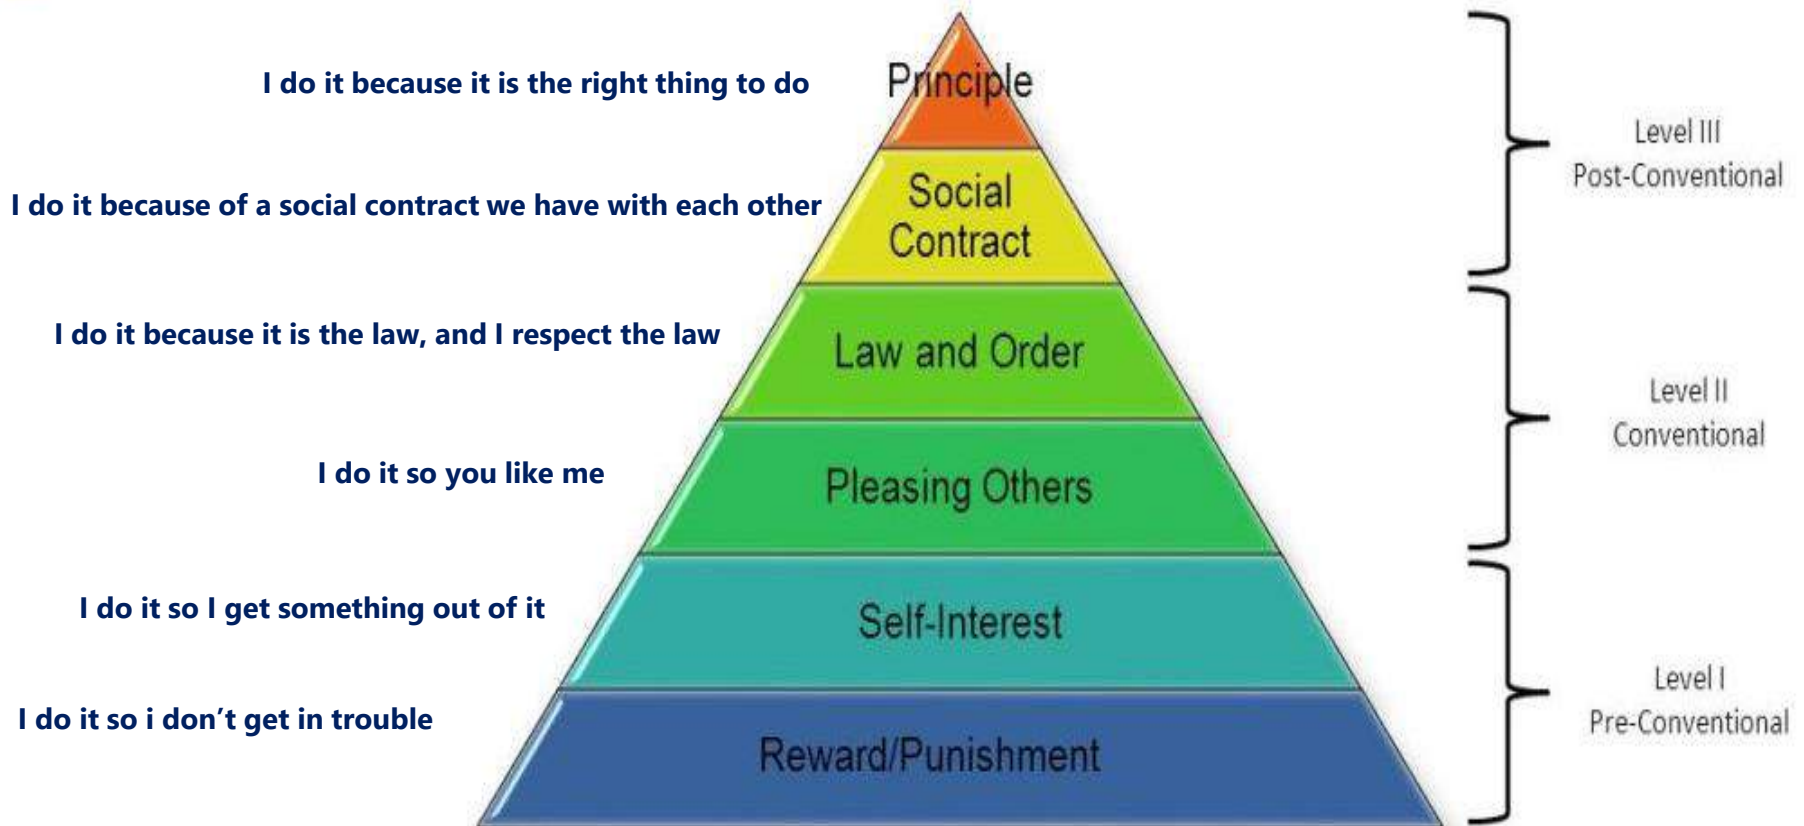 I do it because it is the right thing to do
Principle
Level III
Post-Conventional
I do it because of a social contract we have with each other
Social
Contract
I do it because it is the law, and I respect the law
Law and Order
Level II
Conventional
I do it so you like me
Pleasing Others
I do it so I get something out of it
Self-Interest
Level I
Pre-Conventional
I do it so i don’t get in trouble
Reward/Punishment